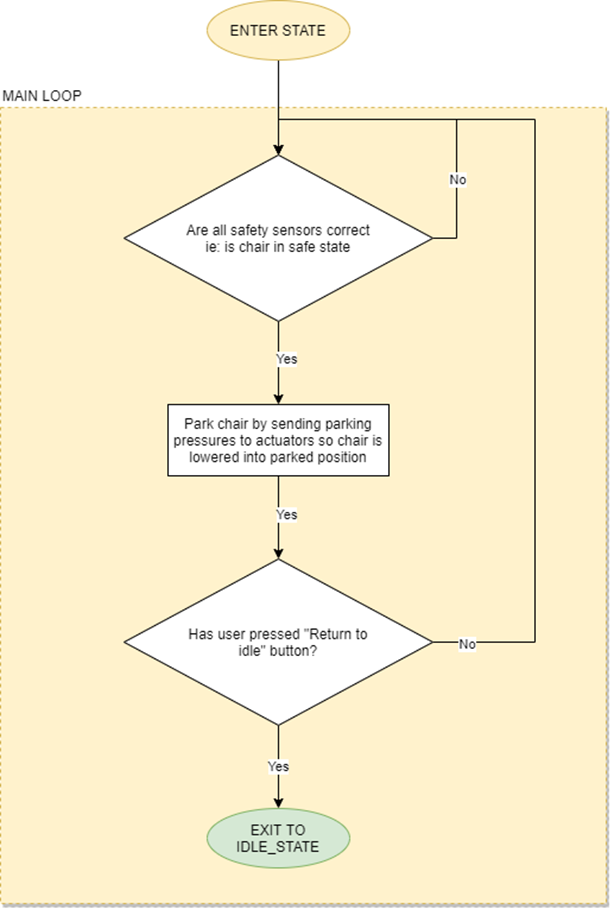 ENTER STATE
MAIN LOOP
No
Are all safety sensors correct
ie: is chair in safe state
Yes
Park chair by sending parking
pressures to actuators so chair is
lowered into parked position
Yes
Has user pressed "Return to
idle" button?
No
Yes
EXIT TO
IDLE_STATE